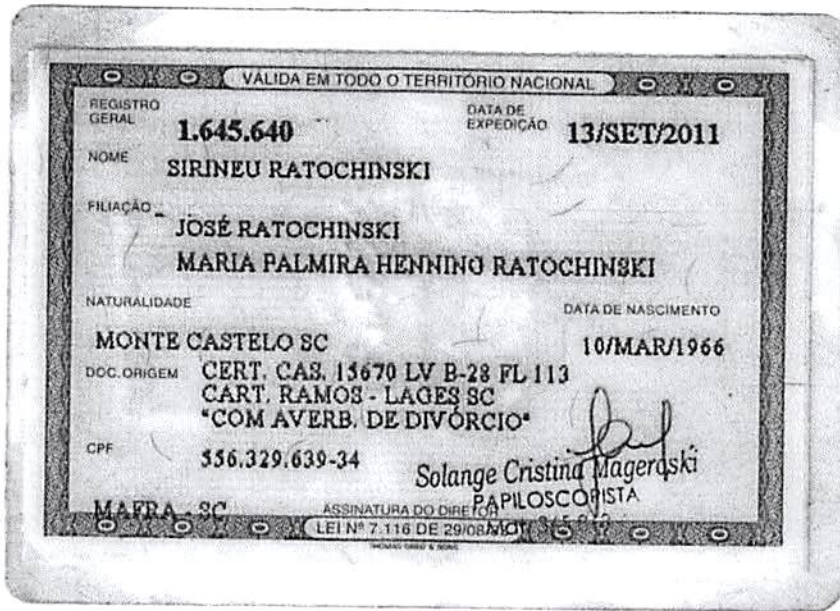 VÁLIDA EM TODO O TERRITÓRIO NACIONAL
REGISTRO GERAL 1.645.640 DATA DE EXPEDIÇÃO 13/SET/2011
NOME SIRINEU RATOCHINSKI
FILIAÇÃO JOSÉ RATOCHINSKI
MARIA PALMIRA HENNING RATOCHINSKI
NATURALIDADE DATA DE NASCIMENTO
MONTE CASTELO SC 10/MAR/1966
DOC.ORIGEM CERT. CAS. 15670 LV B-28 FL 113
CART. RAMOS - LAGES SC
"COM AVERB. DE DIVÓRCIO"
CPF 556.329.639-34
Solange Cristina Mageroski
PAPILOSCOPISTA
MAFRA - SC ASSINATURA DO DIRETOR
LEI Nº 7.116 DE 29/08/